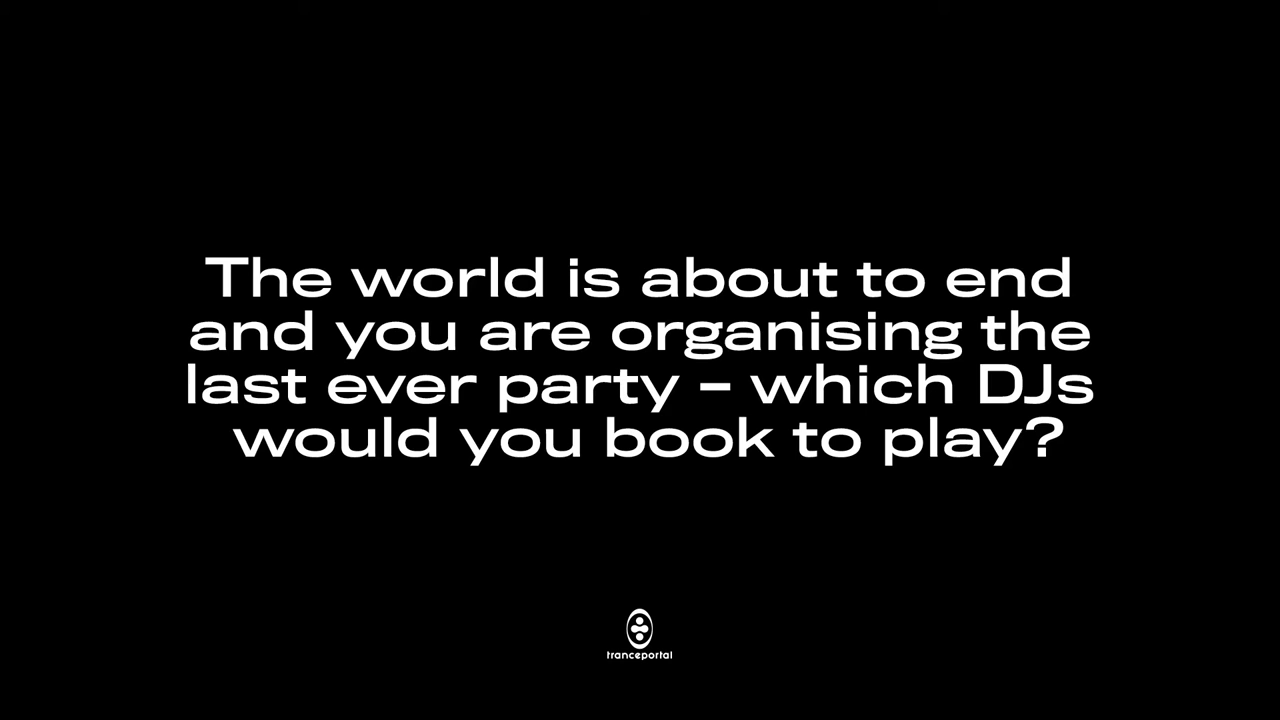 The world is about to end
and you are organising the
last ever party – which DJs
would you book to play?
tranceportal